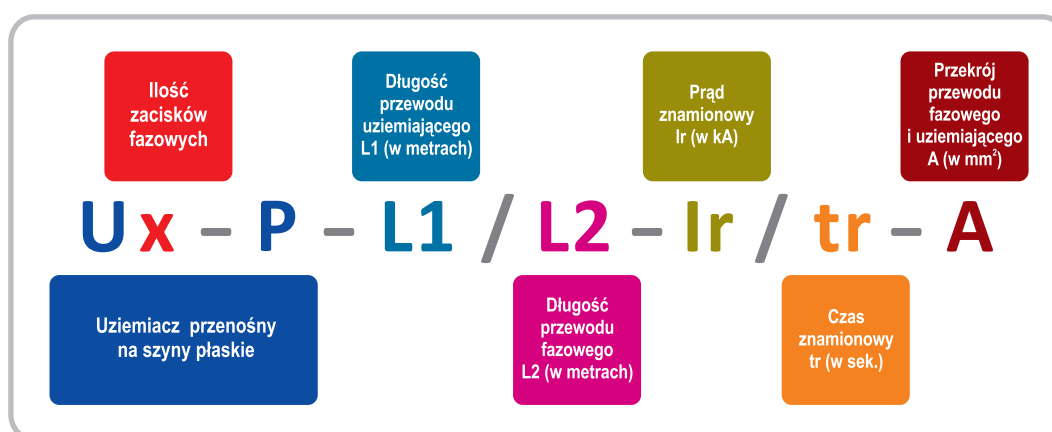 Ilość
zacisków
fazowych
Długość
przewodu
uziemiającego
L1 (w metrach)
Prąd
znamionowy
Ir (w kA)
Przekrój
przewodu
fazowego
i uziemiającego
A (w mm²)
Ux – P – L1 / L2 – Ir / tr – A
Uziemiacz przenośny
na szyny płaskie
Długość
przewodu
fazowego
L2 (w metrach)
Czas
znamionowy
tr (w sek.)